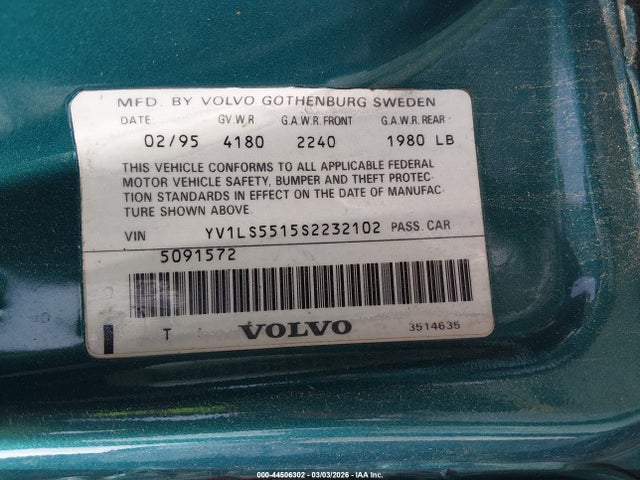 MFD. BY VOLVO GOTHENBURG SWEDEN
DATE GV.W.R G.A.W.R. FRONT G.A.W.R. REAR
02/95 4180 2240 1980 LB
THIS VEHICLE CONFORMS TO ALL APPLICABLE FEDERAL
MOTOR VEHICLE SAFETY, BUMPER AND THEFT PROTEC-
TION STANDARDS IN EFFECT ON THE DATE OF MANUFAC-
TURE SHOWN ABOVE.
VIN YV1LS5515S2232102 PASS. CAR
5091572
T VOLVO 3514635
000-44506302 - 03/03/2026 - IAA Inc.